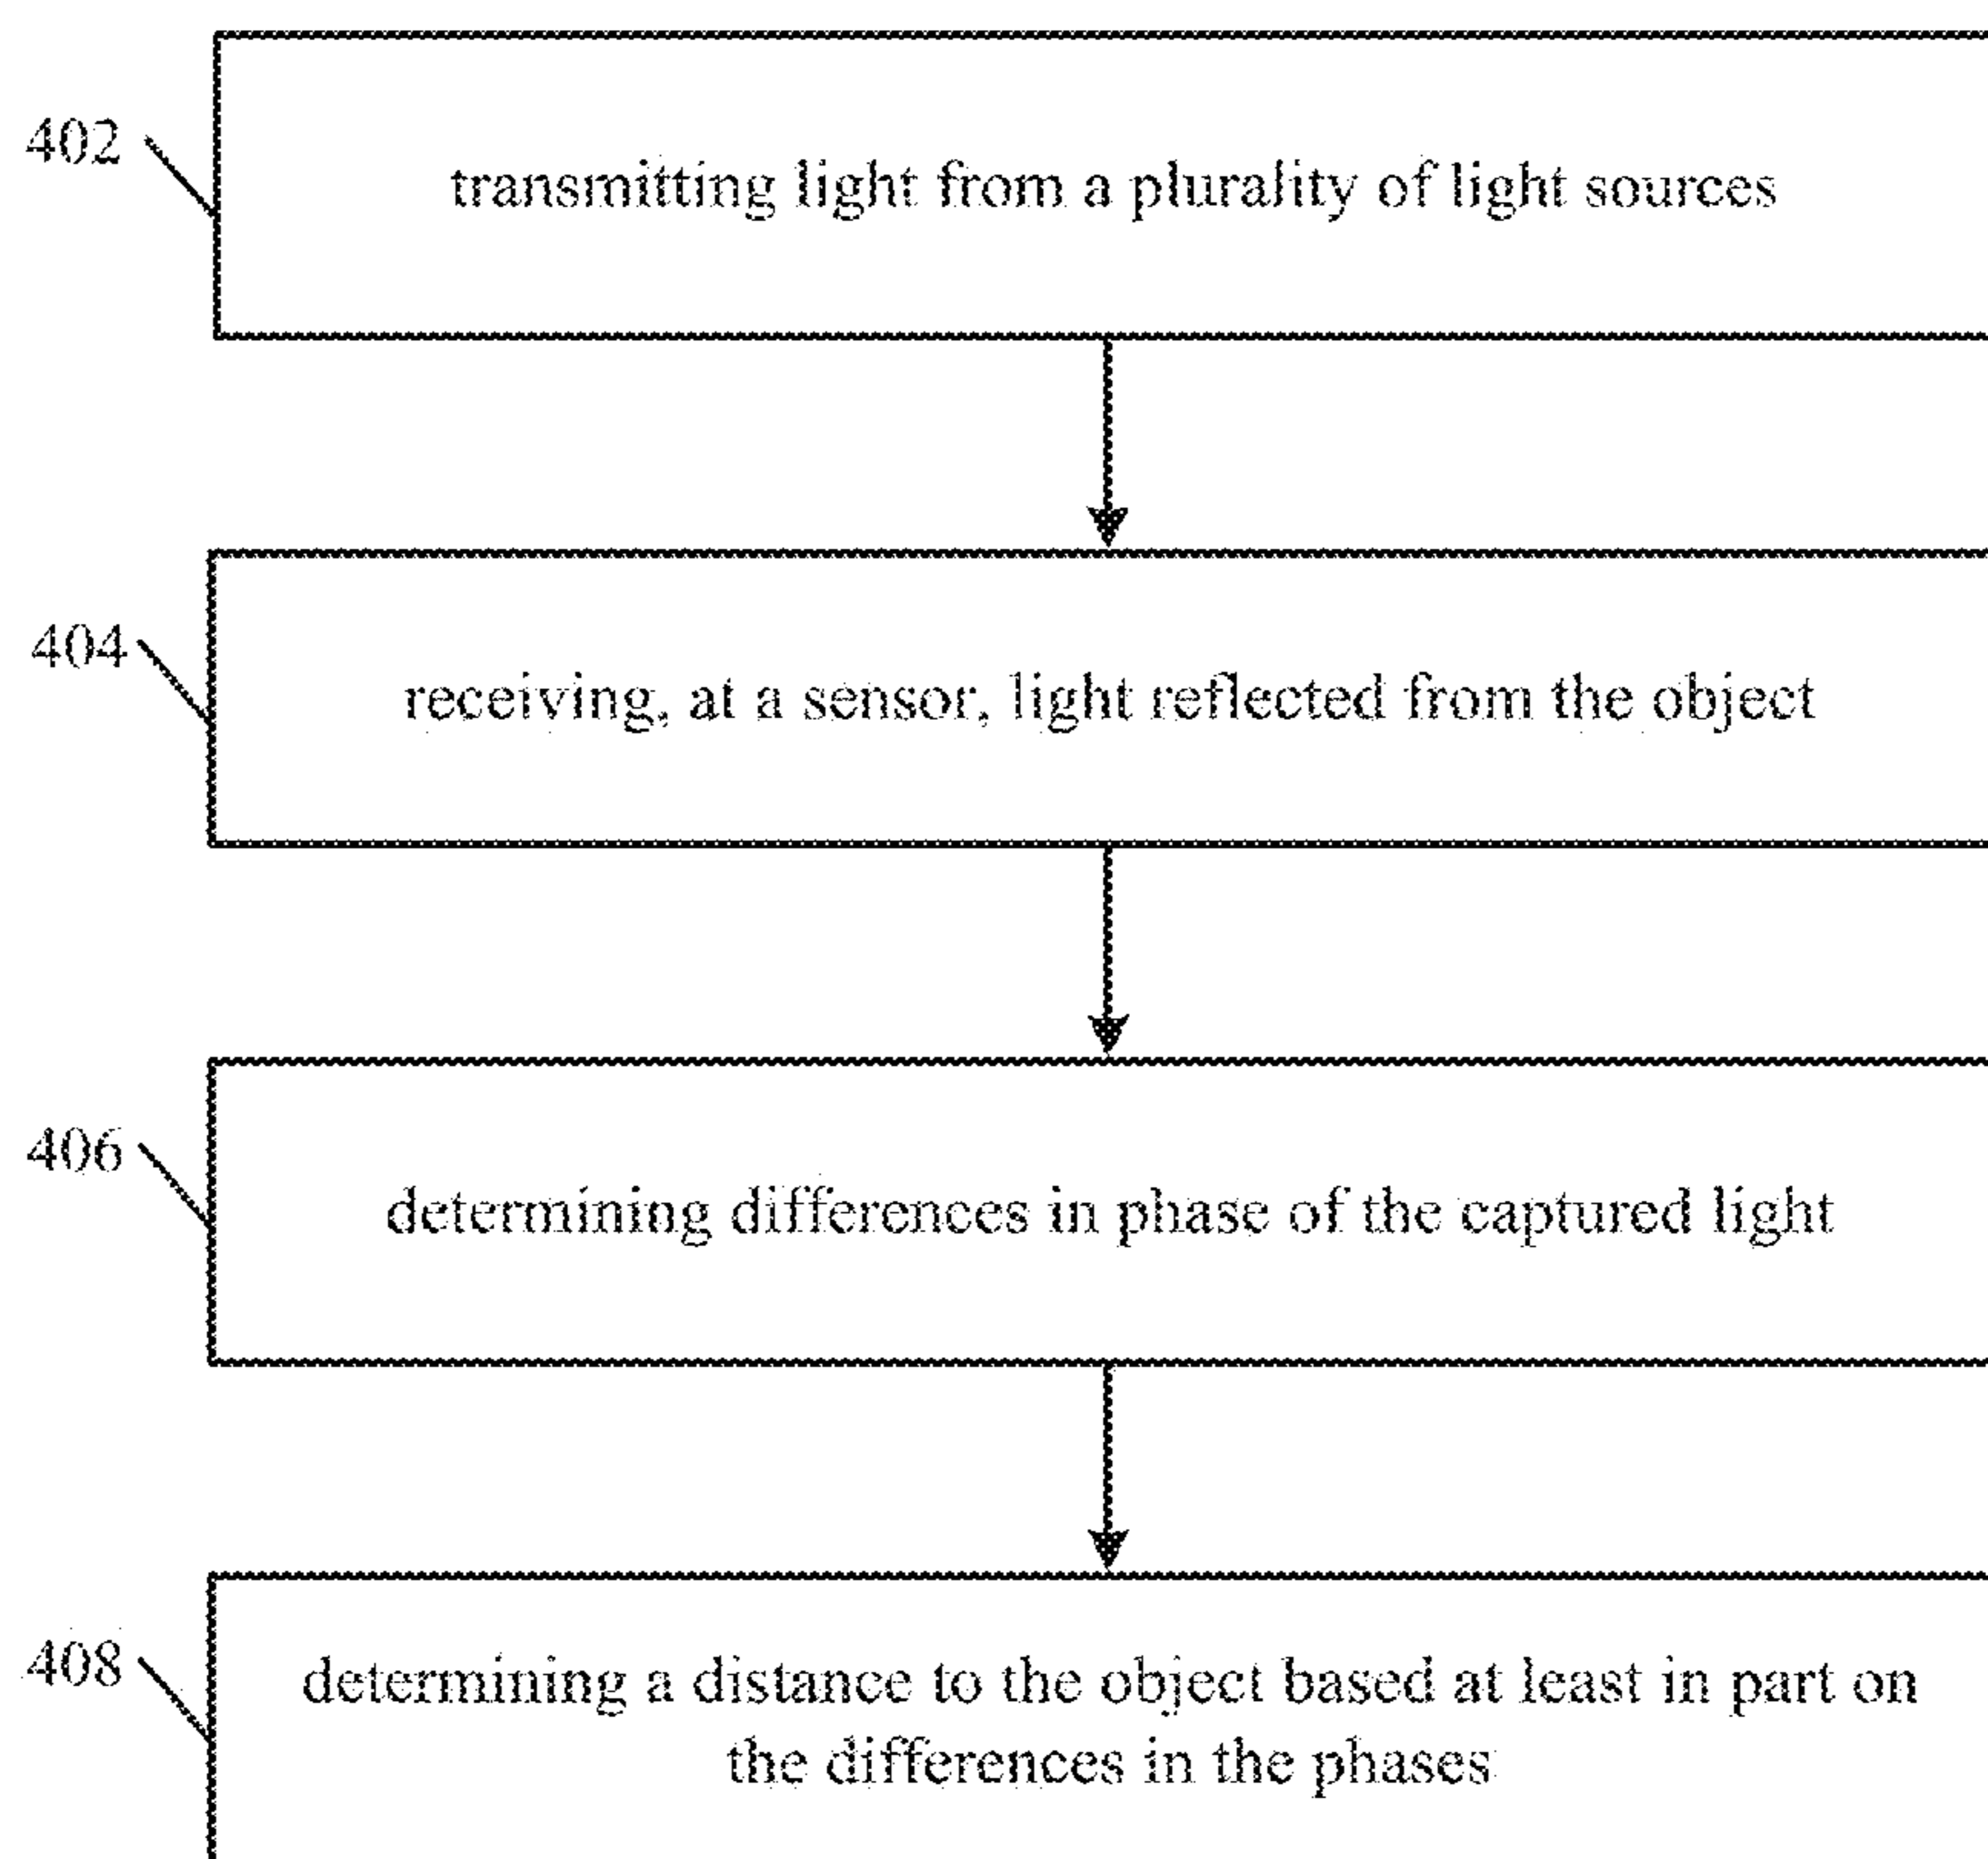 402
transmitting light from a plurality of light sources
404
receiving, at a sensor, light reflected from the object
406
determining differences in phase of the captured light
408
determining a distance to the object based at least in part on
the differences in the phases